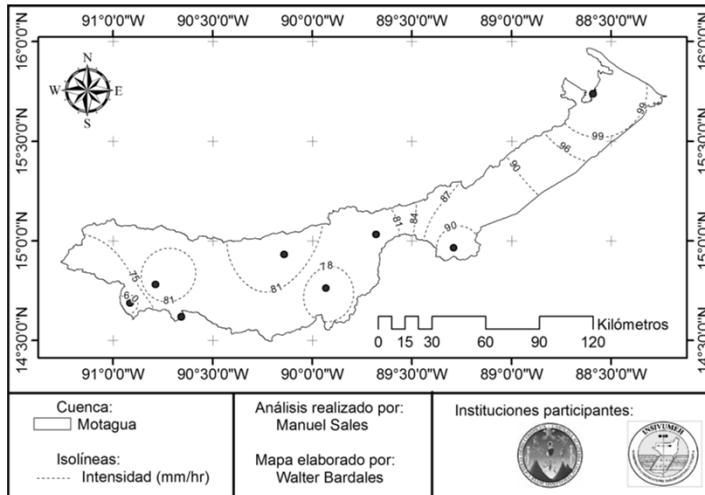 91°0'0"W 90°30'0"W 90°0'0"W 89°30'0"W 89°0'0"W 88°30'0"W
16°0'0"N 16°0'0"N
N
W E
S
99
99
15°30'0"N 96 15°30'0"N
90
87
84
81
90
15°0'0"N 15°0'0"N
75
78
81
81
6.0
Kilómetros
0 15 30 60 90 120
14°30'0"N 14°30'0"N
91°0'0"W 90°30'0"W 90°0'0"W 89°30'0"W 89°0'0"W 88°30'0"W
Cuenca:
Motagua
Isolíneas:
Intensidad (mm/hr)
Análisis realizado por:
Manuel Sales
Mapa elaborado por:
Walter Bardales
Instituciones participantes:
INSIVUMEH